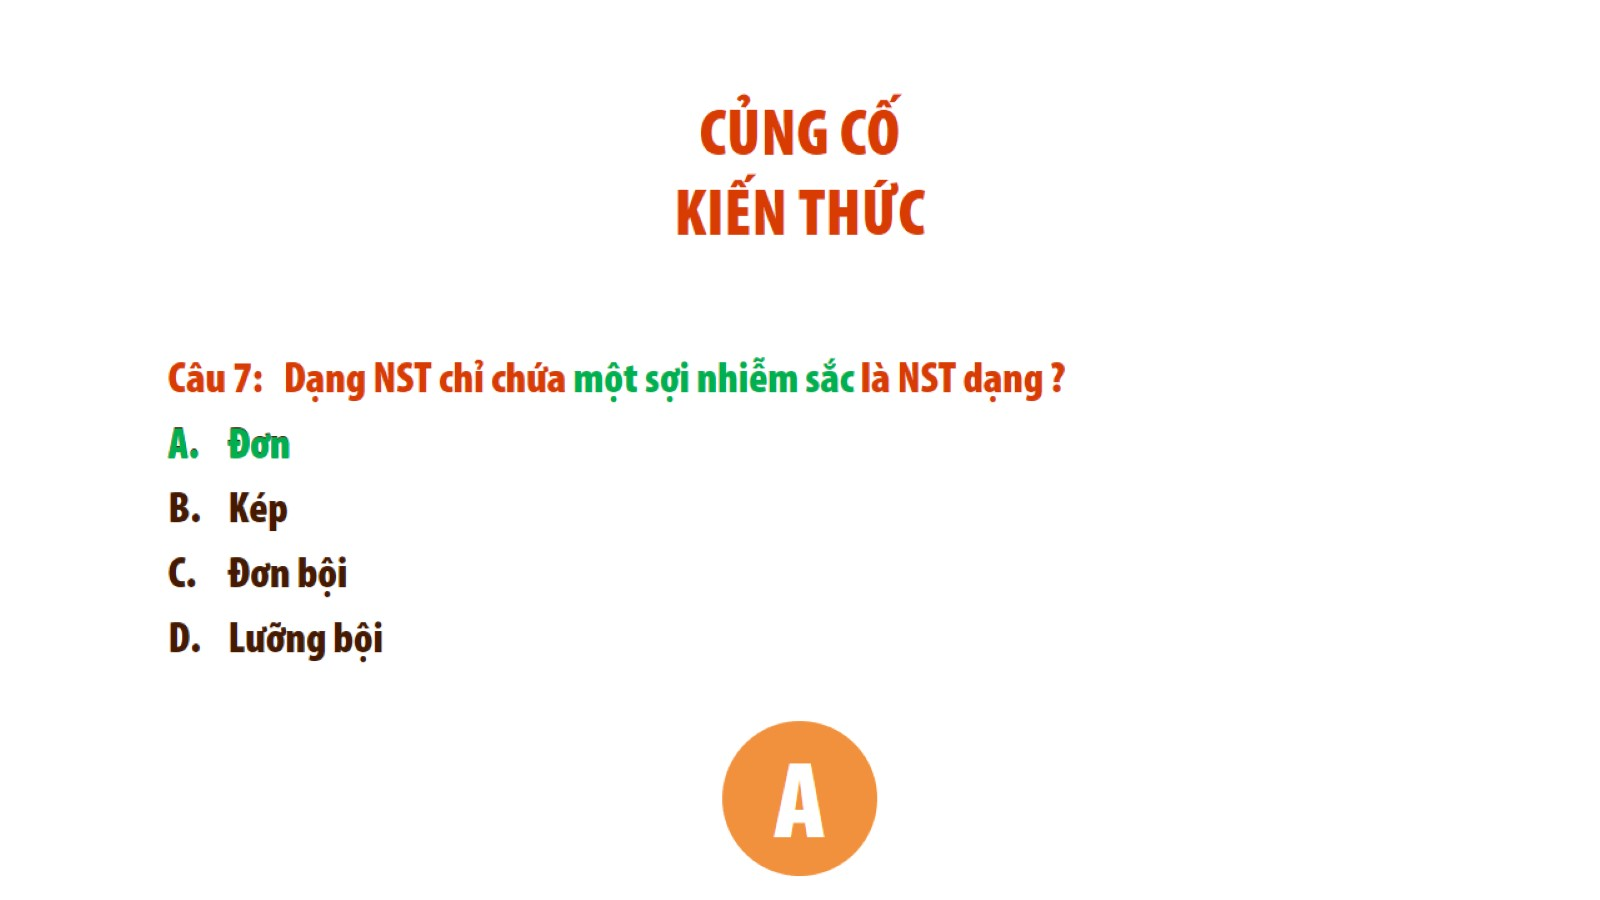 CỦNG CỐ
KIẾN THỨC
Câu 7: Dạng NST chỉ chứa một sợi nhiễm sắc là NST dạng ?
A. Đơn
B. Kép
C. Đơn bội
D. Lưỡng bội
A